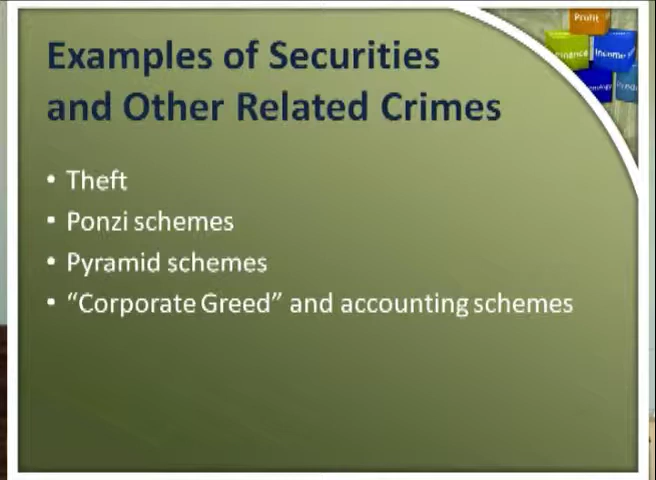 Examples of Securities
and Other Related Crimes
• Theft
• Ponzi schemes
• Pyramid schemes
• “Corporate Greed” and accounting schemes
Profit
Income